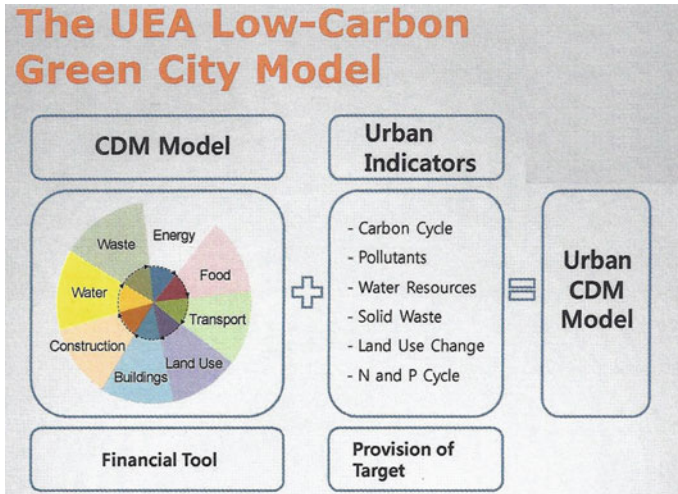 The UEA Low-Carbon
Green City Model
CDM Model
Urban
Indicators
Energy
Food
Transport
Land Use
Buildings
Construction
Water
Waste
- Carbon Cycle
- Pollutants
- Water Resources
- Solid Waste
- Land Use Change
- N and P Cycle
Urban
CDM
Model
Financial Tool
Provision of
Target